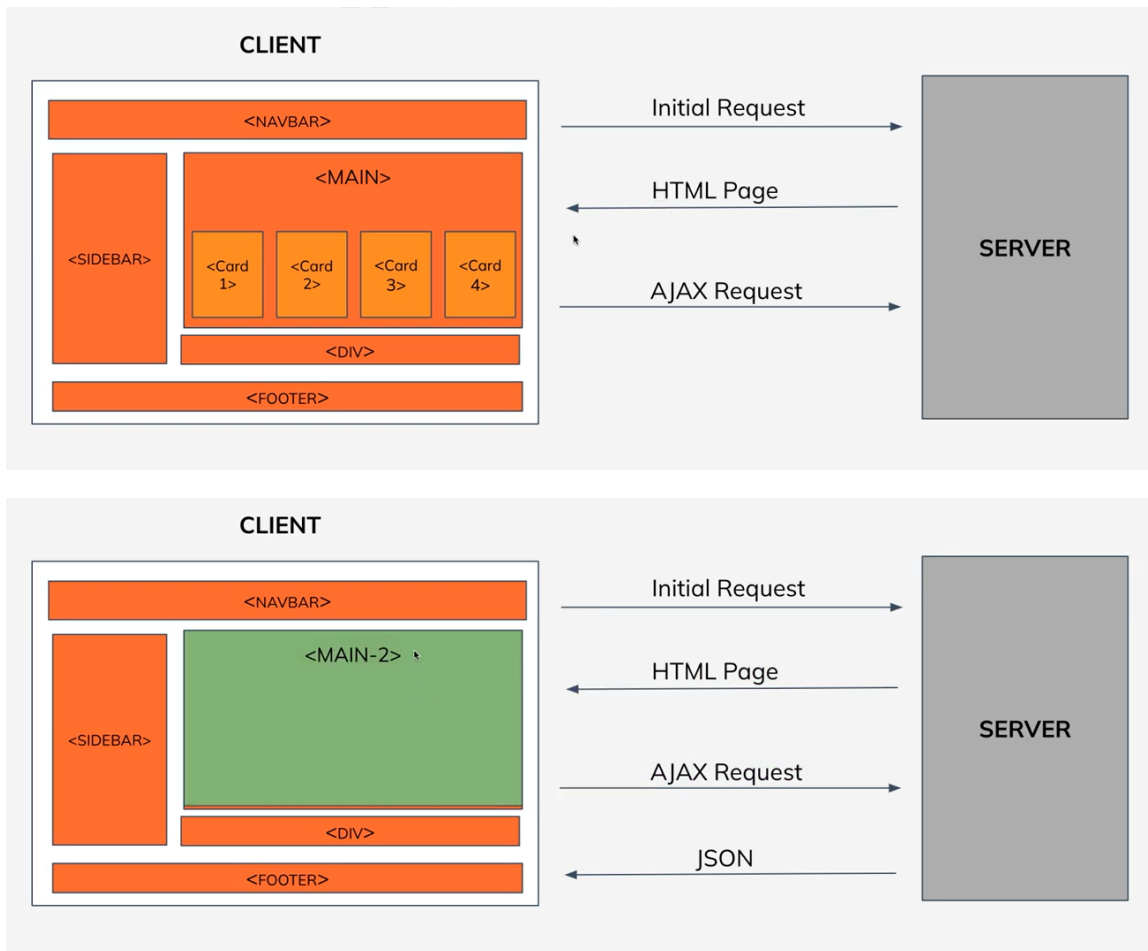 CLIENT
<NAVBAR>
<SIDEBAR>
<MAIN>
<Card
1>
<Card
2>
<Card
3>
<Card
4>
<DIV>
<FOOTER>
Initial Request
HTML Page
AJAX Request
SERVER
CLIENT
<NAVBAR>
<SIDEBAR>
<MAIN-2>
<DIV>
<FOOTER>
Initial Request
HTML Page
AJAX Request
JSON
SERVER